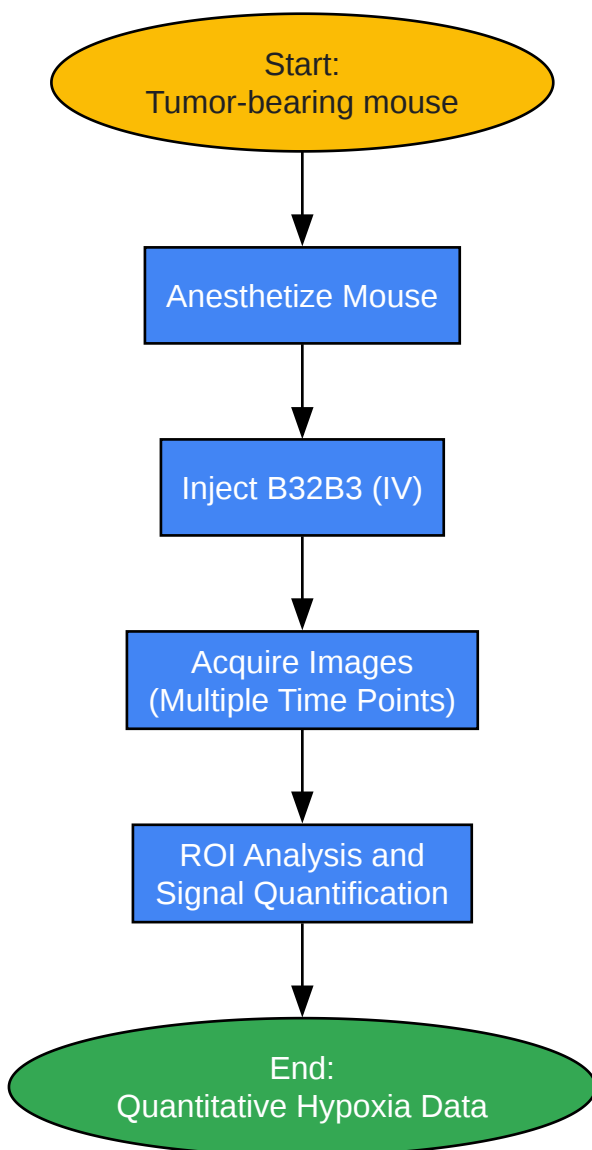 Start:
Tumor-bearing mouse
Anesthetize Mouse
Inject B32B3 (IV)
Acquire Images
(Multiple Time Points)
ROI Analysis and
Signal Quantification
End:
Quantitative Hypoxia Data